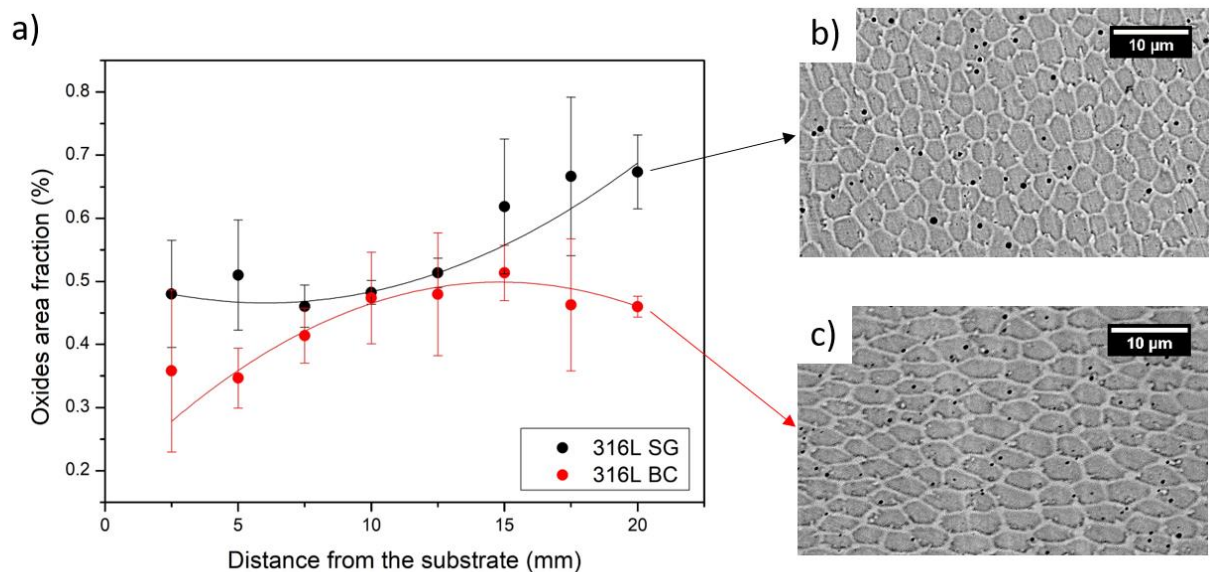 a)
0.8
0.7
0.6
0.5
0.4
0.3
0.2
Oxides area fraction (%)
0
5
10
15
20
Distance from the substrate (mm)
316L SG
316L BC
b)
10 µm
c)
10 µm